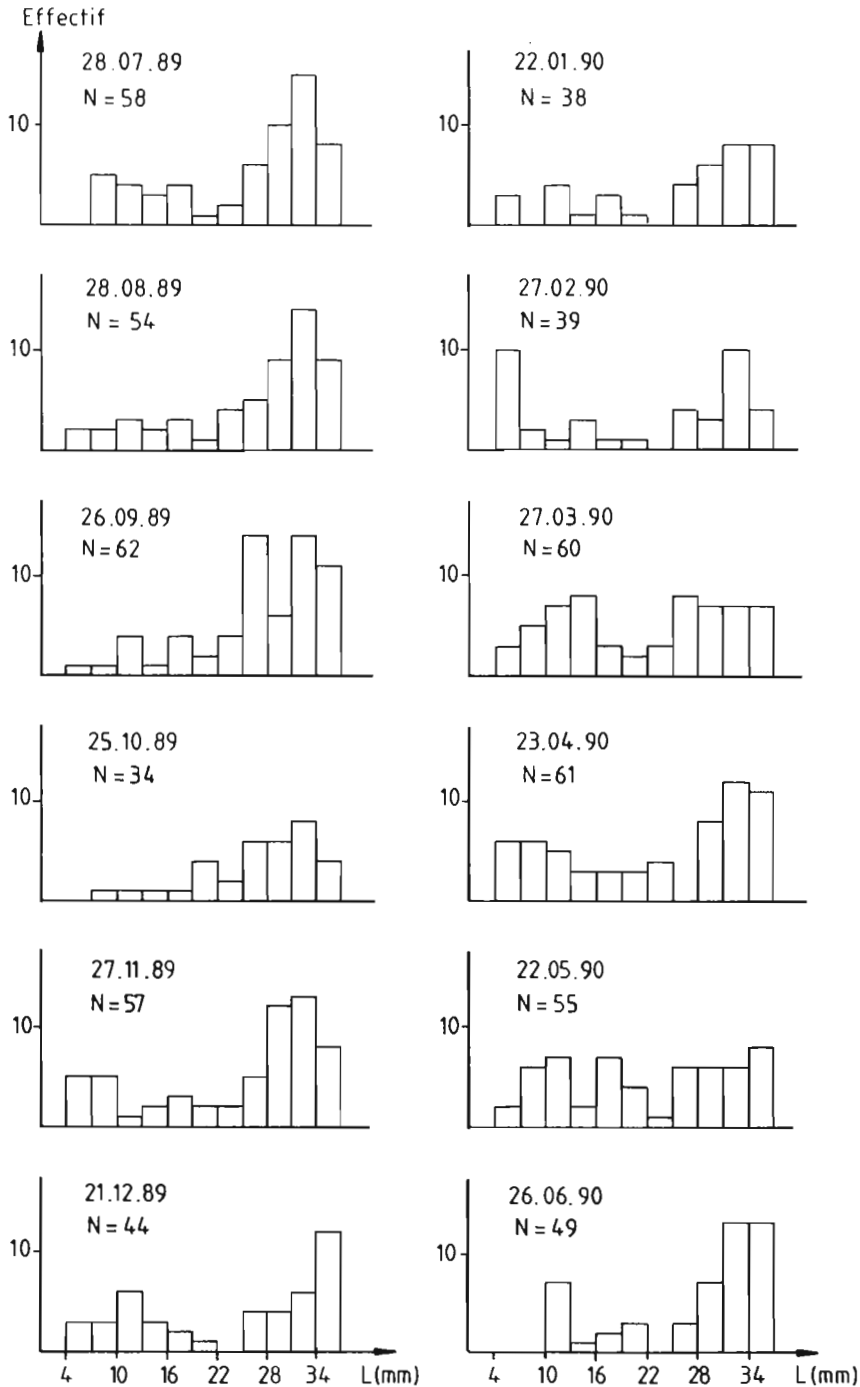 Effectif
28.07.89
N = 58
10
22.01.90
N = 38
10
28.08.89
N = 54
10
27.02.90
N = 39
10
26.09.89
N = 62
10
27.03.90
N = 60
10
25.10.89
N = 34
10
23.04.90
N = 61
10
27.11.89
N = 57
10
22.05.90
N = 55
10
21.12.89
N = 44
10
26.06.90
N = 49
10
4 10 16 22 28 34 L(mm)
4 10 16 22 28 34 L(mm)